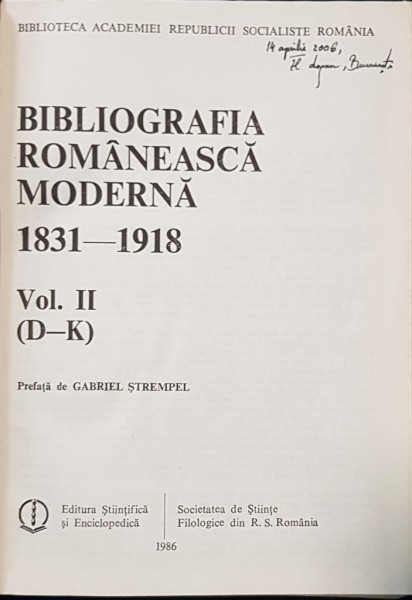 BIBLIOTECA ACADEMIEI REPUBLICII SOCIALISTE ROMÂNIA
14 aprilie 2006,
București
BIBLIOGRAFIA
ROMÂNEASCĂ
MODERNĂ
1831—1918
Vol. II
(D—K)
Prefață de GABRIEL ȘTREMPEL
Editura Științifică
și Enciclopedică
Societatea de Științe
Filologice din R. S. România
1986